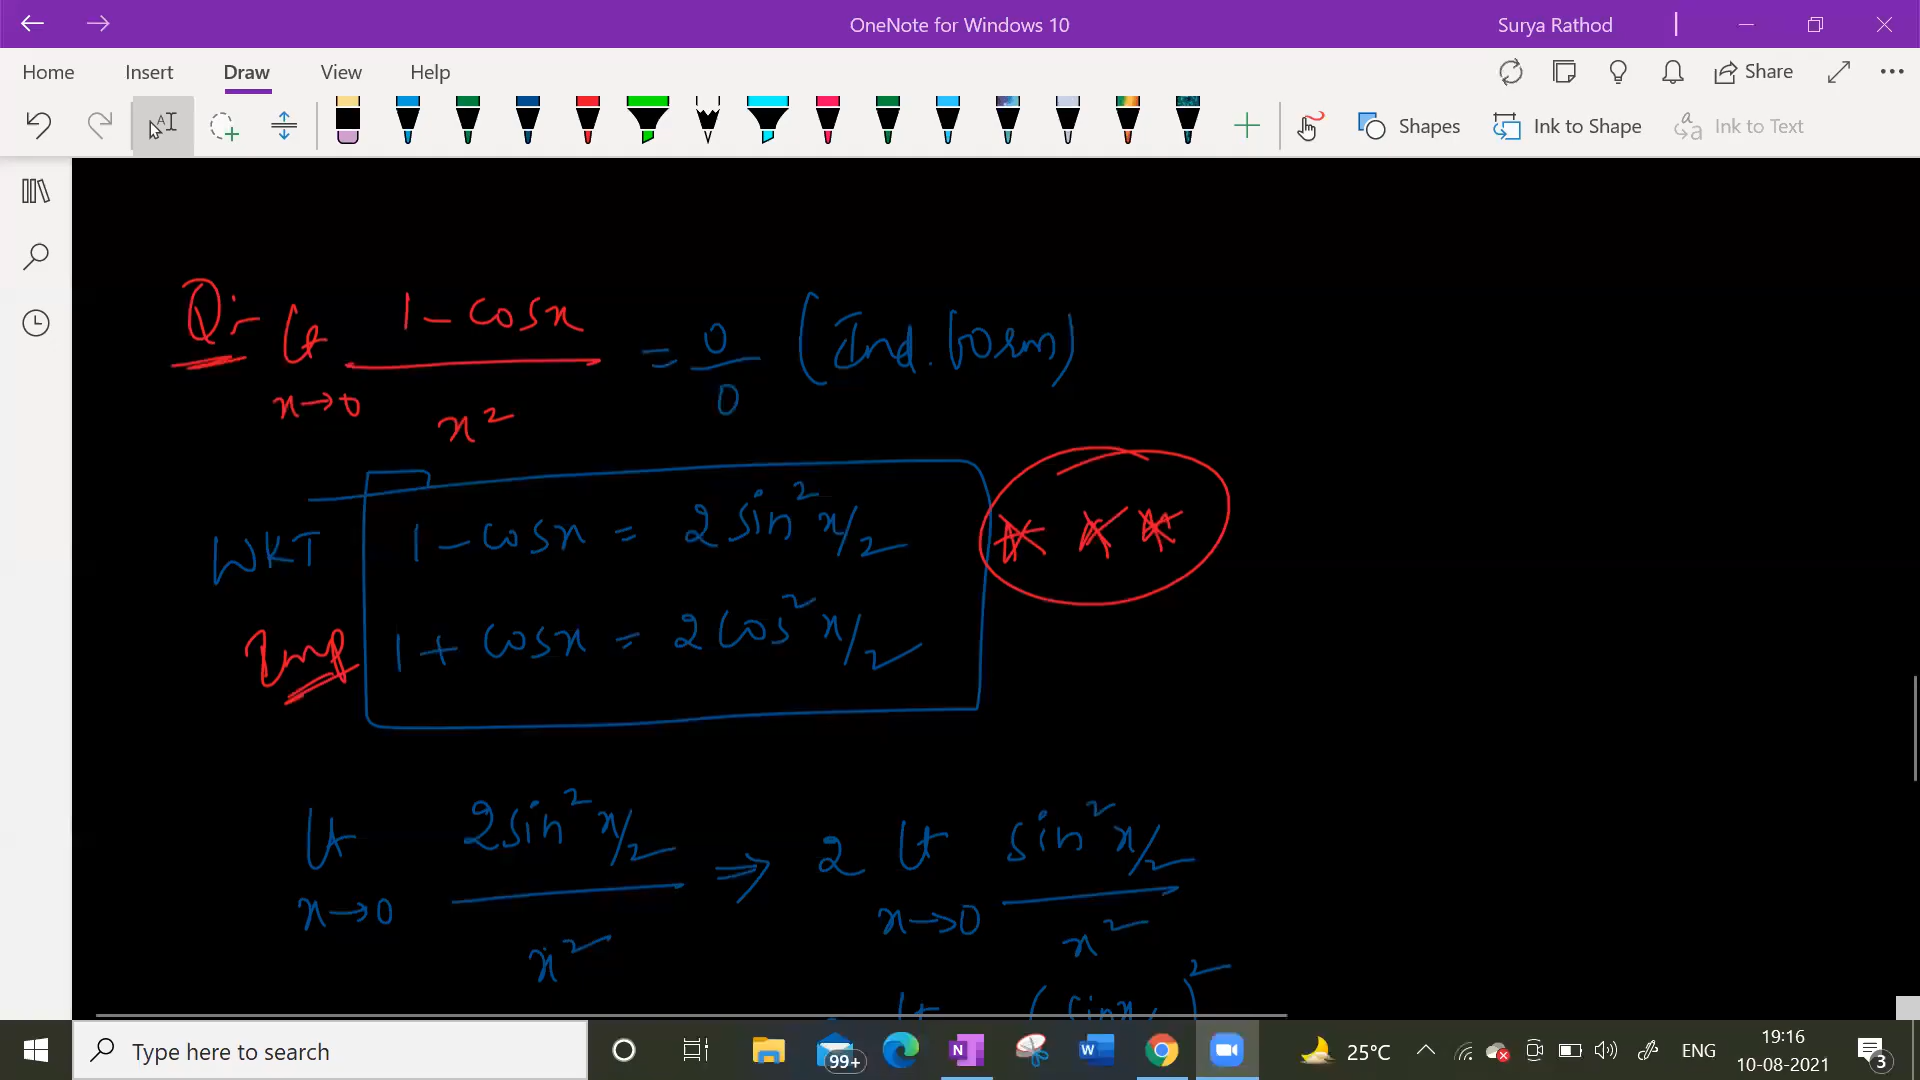 OneNote for Windows 10
Surya Rathod
Home Insert Draw View Help
Share
Shapes Ink to Shape Ink to Text
Q:- Lt x→0 1 - cosx / x² = 0/0 (Ind. form)
WKT 1 - cosx = 2 sin² x/2
Imp 1 + cosx = 2 cos² x/2
Lt x→0 2sin² x/2 / x² ⇒ 2 Lt x→0 sin² x/2 / x²
Type here to search
99+
25°C
ENG
19:16
10-08-2021
3